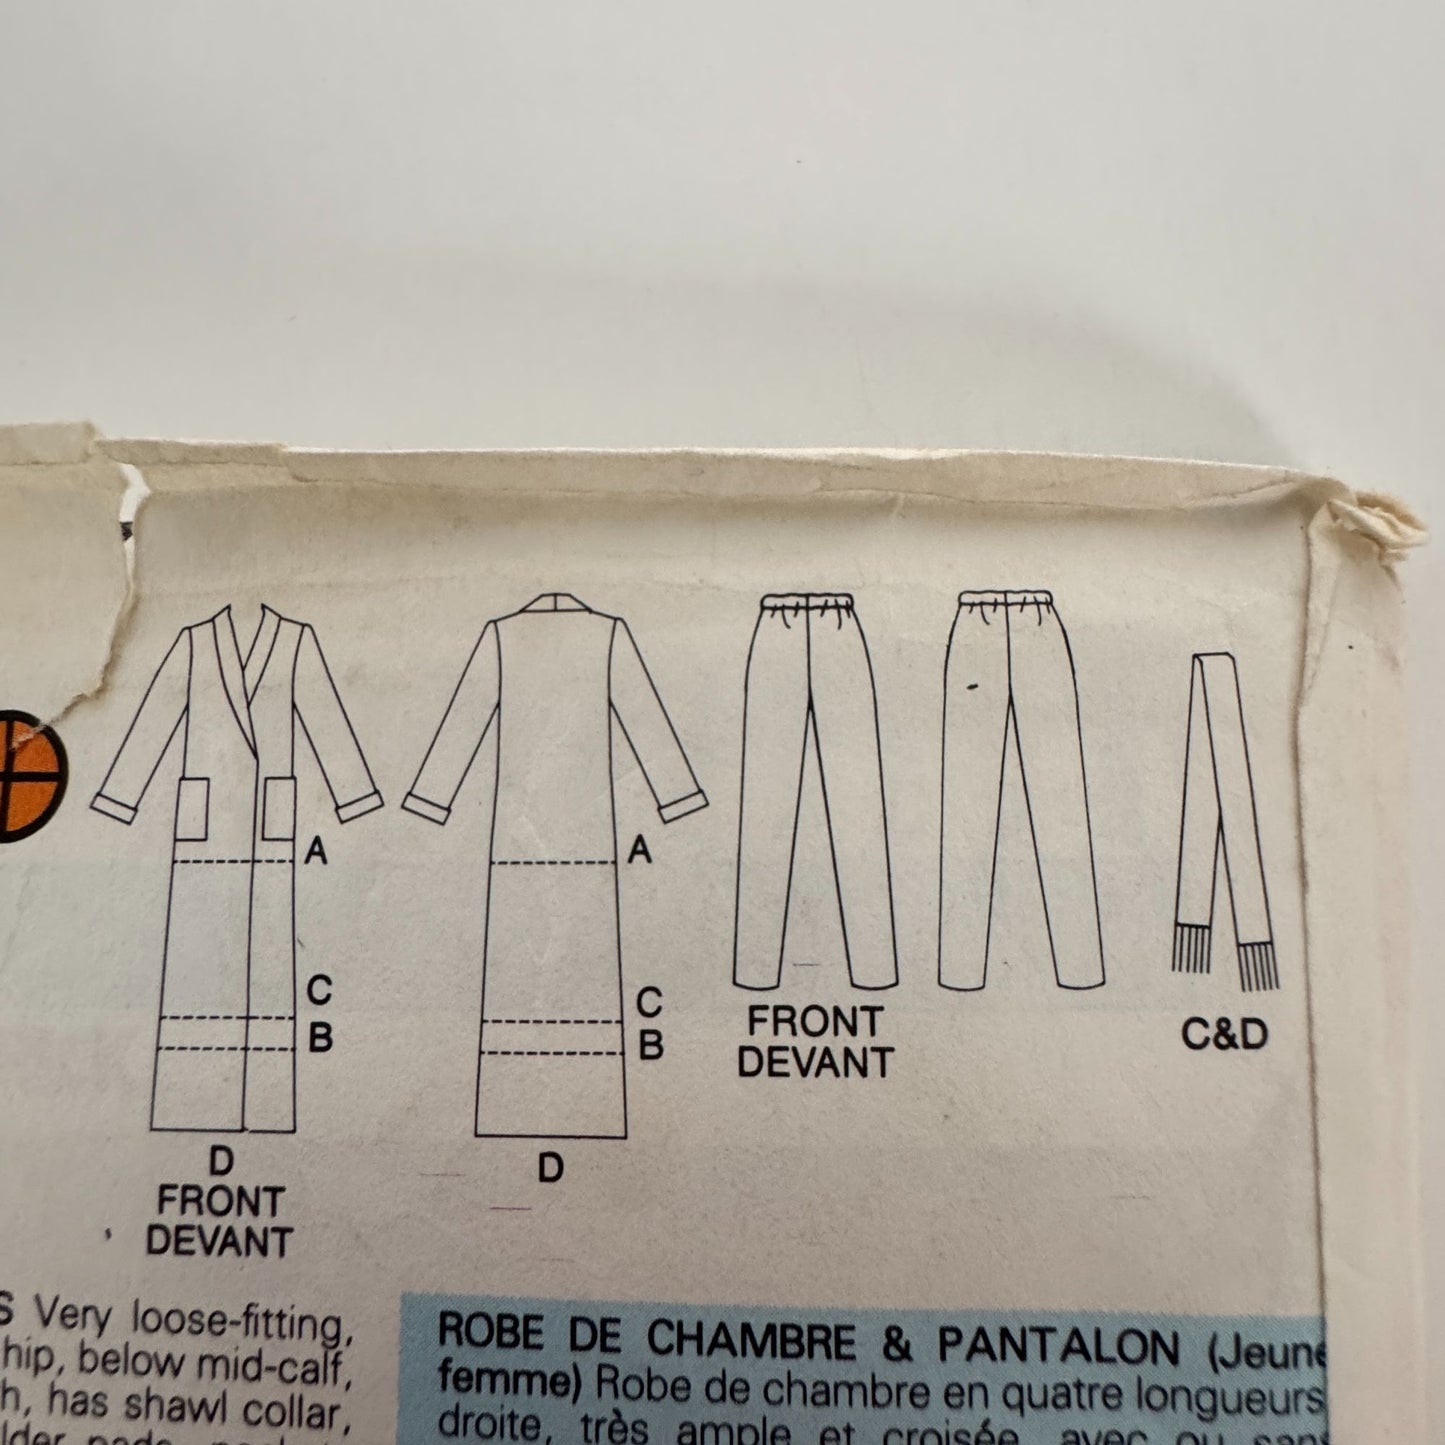 A
C
B
D
FRONT
DEVANT
A
C
B
D
FRONT
DEVANT
C&D
S Very loose-fitting,
hip, below mid-calf,
h, has shawl collar,
ROBE DE CHAMBRE & PANTALON (Jeune
femme) Robe de chambre en quatre longueurs
droite, très ample et croisée, avec ou sans